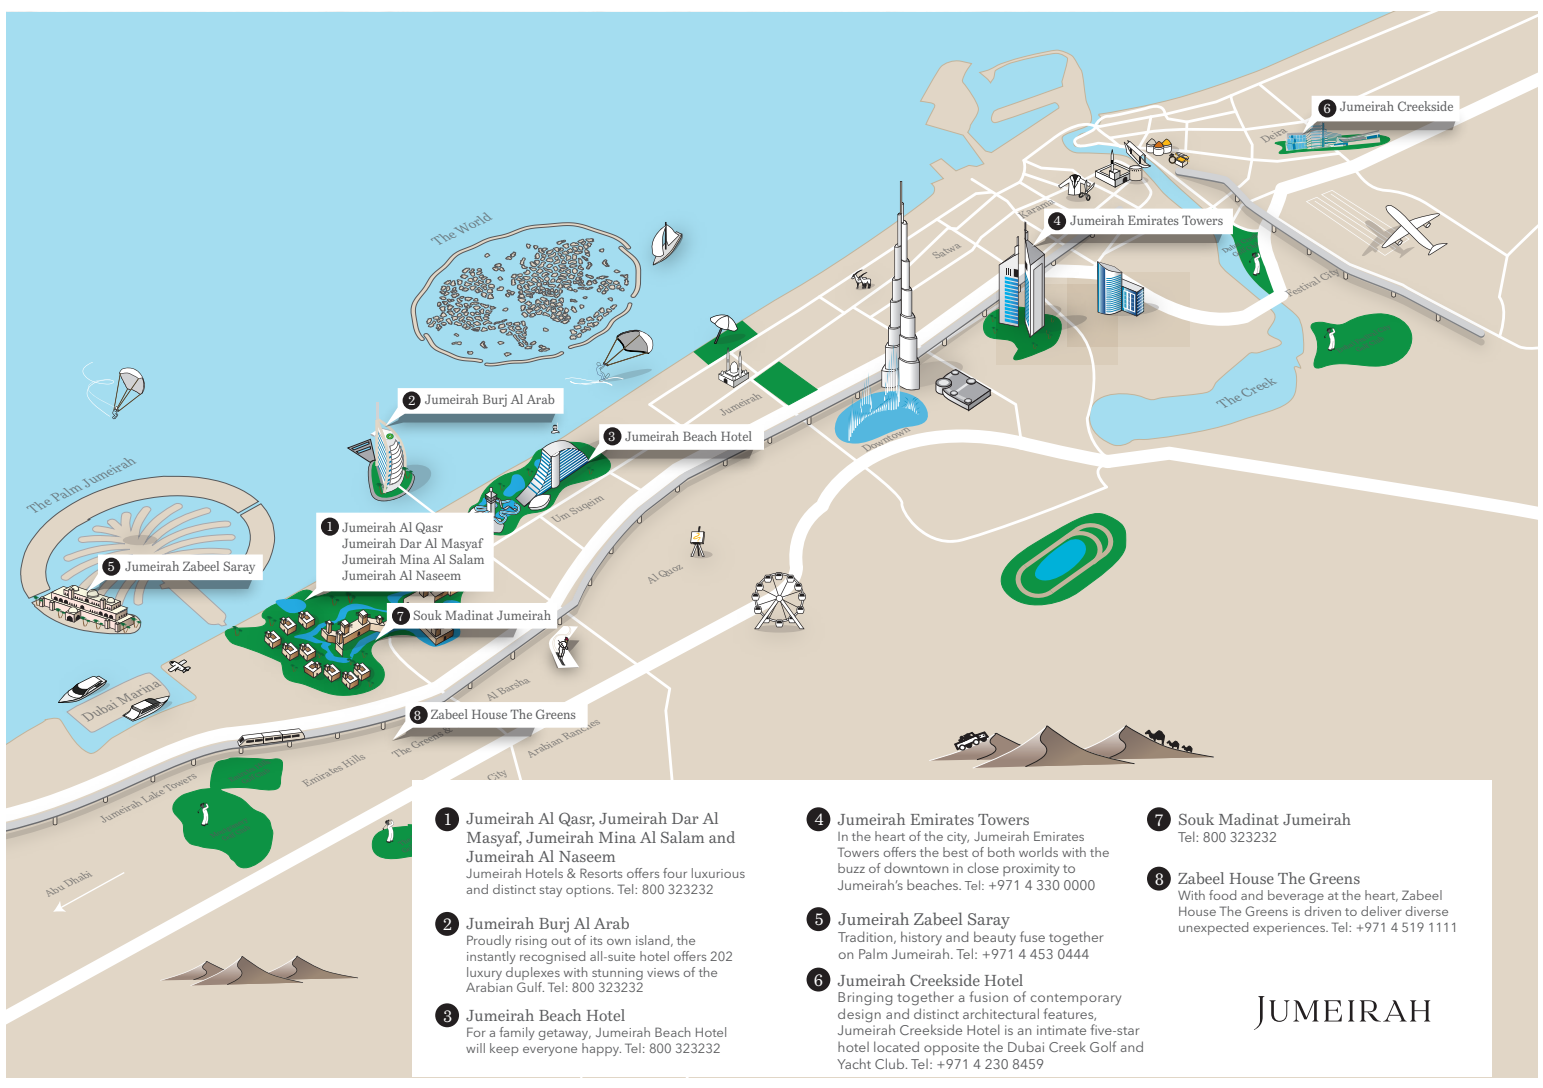 6 Jumeirah Creekside
Deira
4 Jumeirah Emirates Towers
Karama
Satwa
The World
Festival City
The Creek
Jumeirah
Downtown
2 Jumeirah Burj Al Arab
3 Jumeirah Beach Hotel
Um Suqeim
The Palm Jumeirah
1 Jumeirah Al Qasr
Jumeirah Dar Al Masyaf
Jumeirah Mina Al Salam
Jumeirah Al Naseem
5 Jumeirah Zabeel Saray
Al Quoz
7 Souk Madinat Jumeirah
Dubai Marina
Al Barsha
8 Zabeel House The Greens
The Greens &
Arabian Ranches
Emirates Hills
City
Jumeirah Lake Towers
Abu Dhabi
1 Jumeirah Al Qasr, Jumeirah Dar Al
Masyaf, Jumeirah Mina Al Salam and
Jumeirah Al Naseem
Jumeirah Hotels & Resorts offers four luxurious
and distinct stay options. Tel: 800 323232
2 Jumeirah Burj Al Arab
Proudly rising out of its own island, the
instantly recognised all-suite hotel offers 202
luxury duplexes with stunning views of the
Arabian Gulf. Tel: 800 323232
3 Jumeirah Beach Hotel
For a family getaway, Jumeirah Beach Hotel
will keep everyone happy. Tel: 800 323232
4 Jumeirah Emirates Towers
In the heart of the city, Jumeirah Emirates
Towers offers the best of both worlds with the
buzz of downtown in close proximity to
Jumeirah's beaches. Tel: +971 4 330 0000
5 Jumeirah Zabeel Saray
Tradition, history and beauty fuse together
on Palm Jumeirah. Tel: +971 4 453 0444
6 Jumeirah Creekside Hotel
Bringing together a fusion of contemporary
design and distinct architectural features,
Jumeirah Creekside Hotel is an intimate five-star
hotel located opposite the Dubai Creek Golf and
Yacht Club. Tel: +971 4 230 8459
7 Souk Madinat Jumeirah
Tel: 800 323232
8 Zabeel House The Greens
With food and beverage at the heart, Zabeel
House The Greens is driven to deliver diverse
unexpected experiences. Tel: +971 4 519 1111
JUMEIRAH